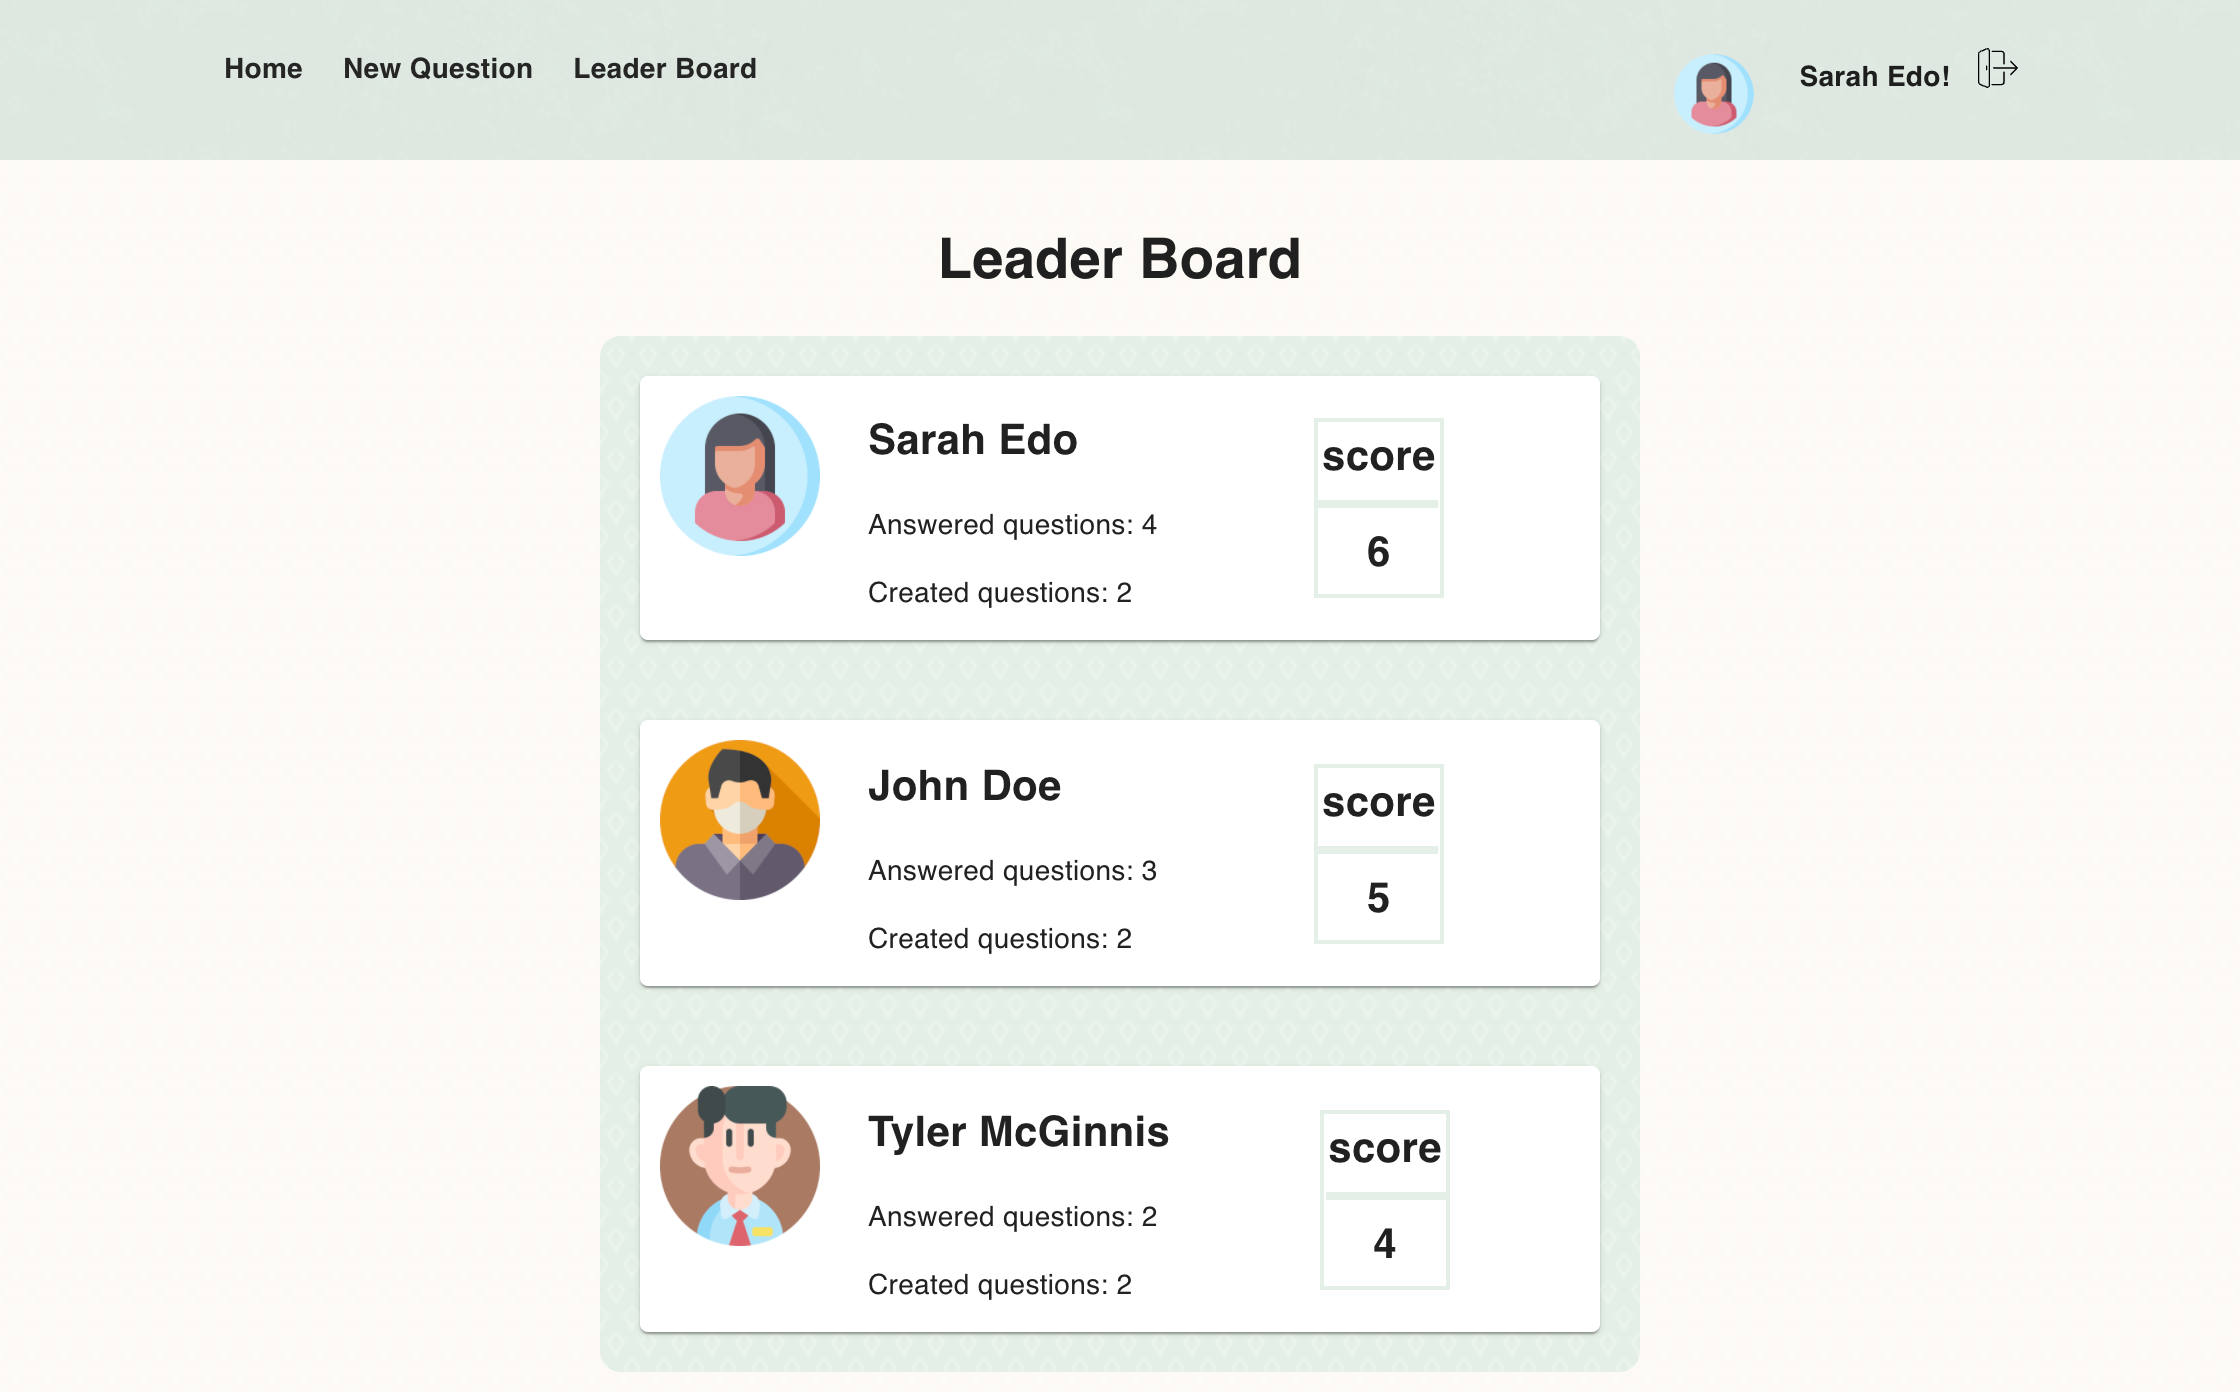 Home New Question Leader Board Sarah Edo!
Leader Board
Sarah Edo
Answered questions: 4
Created questions: 2
score
6
John Doe
Answered questions: 3
Created questions: 2
score
5
Tyler McGinnis
Answered questions: 2
Created questions: 2
score
4